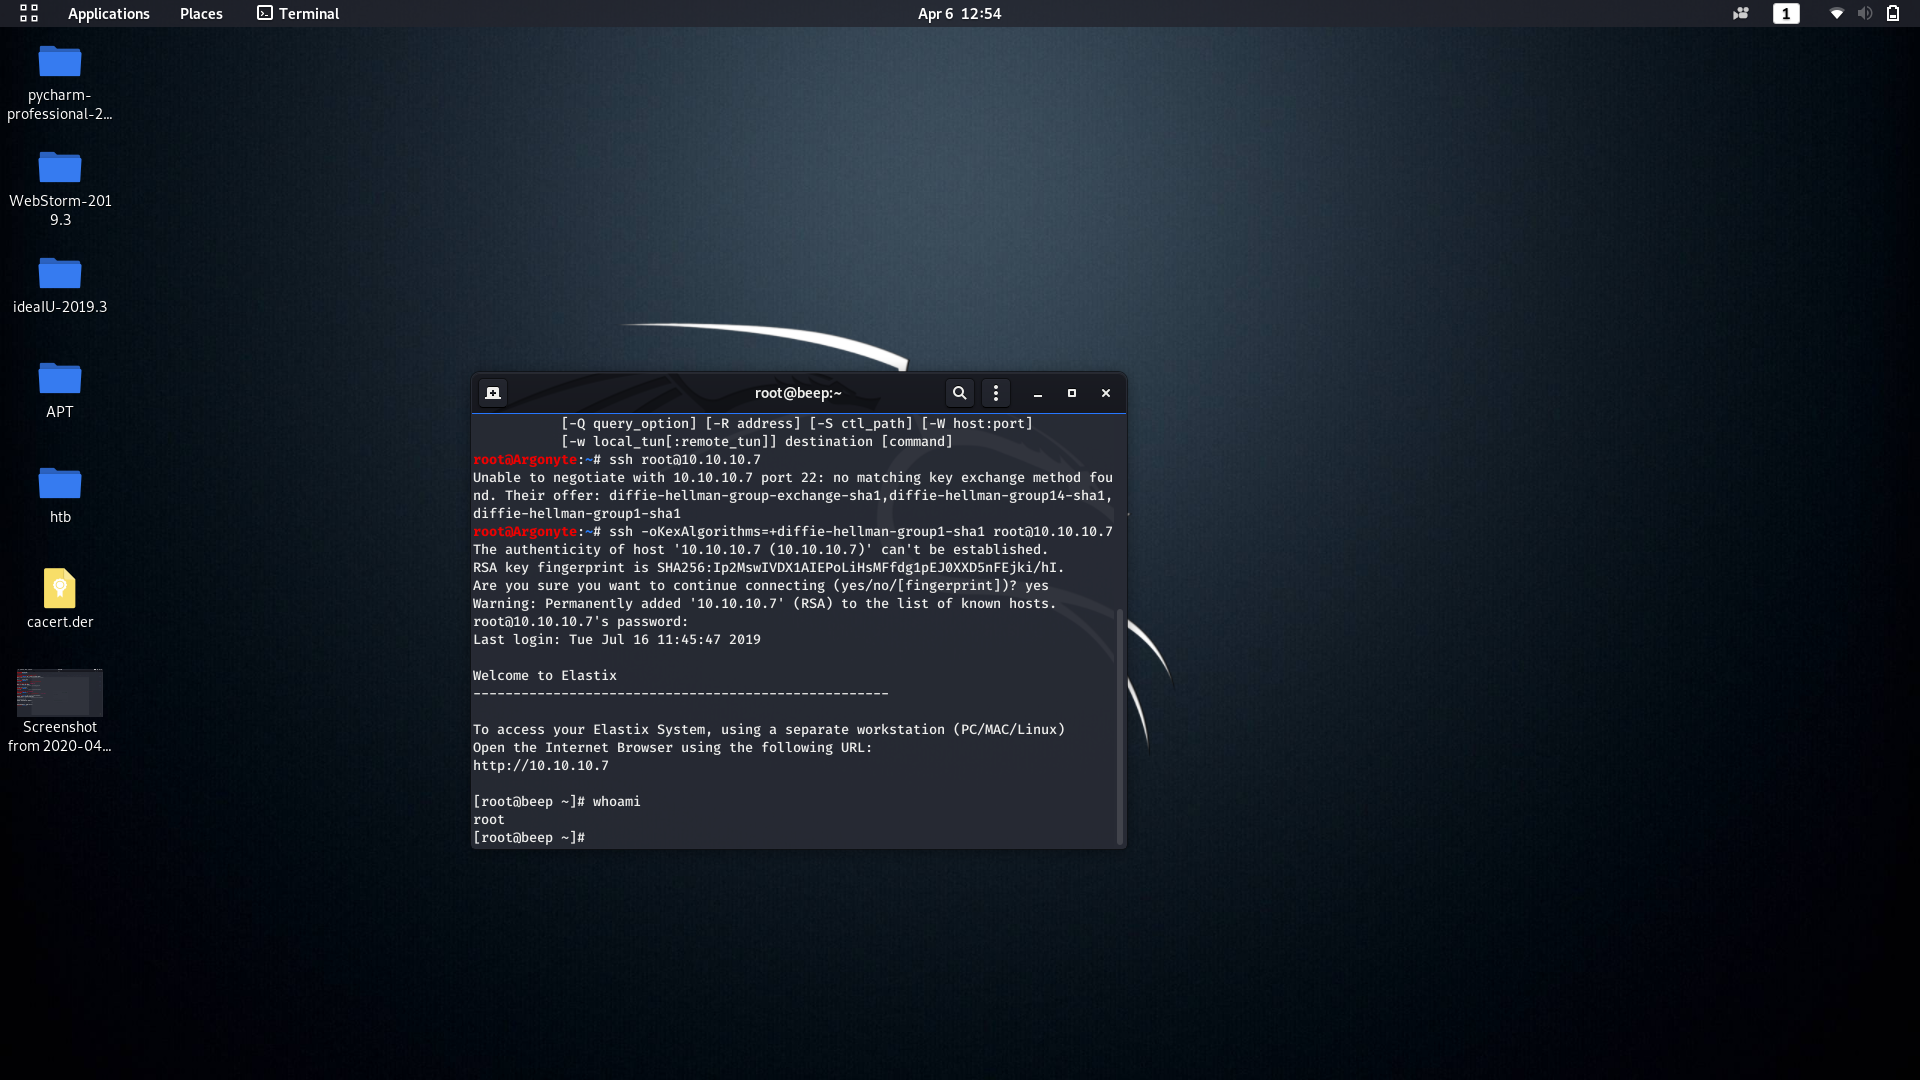 Applications Places Terminal Apr 6 12:54 1
pycharm-
professional-2...
WebStorm-201
9.3
ideaIU-2019.3
APT
htb
cacert.der
Screenshot
from 2020-04...
root@beep:~
[-Q query_option] [-R address] [-S ctl_path] [-W host:port]
[-w local_tun[:remote_tun]] destination [command]
root@Argonyte:~# ssh root@10.10.10.7
Unable to negotiate with 10.10.10.7 port 22: no matching key exchange method fou
nd. Their offer: diffie-hellman-group-exchange-sha1,diffie-hellman-group14-sha1,
diffie-hellman-group1-sha1
root@Argonyte:~# ssh -oKexAlgorithms=+diffie-hellman-group1-sha1 root@10.10.10.7
The authenticity of host '10.10.10.7 (10.10.10.7)' can't be established.
RSA key fingerprint is SHA256:Ip2MswIVDX1AIEPoLiHsMFfdg1pEJ0XXD5nFEjki/hI.
Are you sure you want to continue connecting (yes/no/[fingerprint])? yes
Warning: Permanently added '10.10.10.7' (RSA) to the list of known hosts.
root@10.10.10.7's password:
Last login: Tue Jul 16 11:45:47 2019
Welcome to Elastix
----------------------------------------------------
To access your Elastix System, using a separate workstation (PC/MAC/Linux)
Open the Internet Browser using the following URL:
http://10.10.10.7
[root@beep ~]# whoami
root
[root@beep ~]#